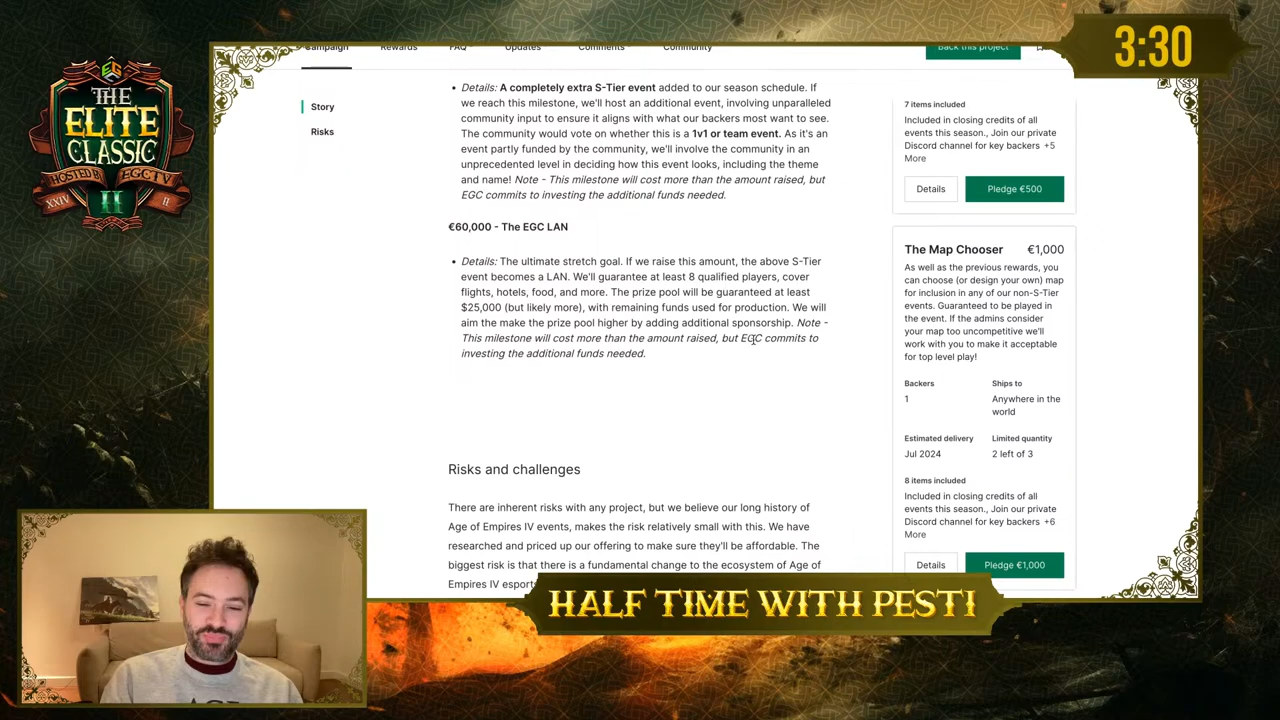 3:30
THE
ELITE
CLASSIC
HOSTED BY EGCTV
XXIV II II
Campaign Rewards FAQ Updates Comments Community Back this project
Story
Risks
• Details: A completely extra S-Tier event added to our season schedule. If
we reach this milestone, we'll host an additional event, involving unparalleled
community input to ensure it aligns with what our backers most want to see.
The community would vote on whether this is a 1v1 or team event. As it's an
event partly funded by the community, we'll involve the community in an
unprecedented level in deciding how this event looks, including the theme
and name! Note - This milestone will cost more than the amount raised, but
EGC commits to investing the additional funds needed.
€60,000 - The EGC LAN
• Details: The ultimate stretch goal. If we raise this amount, the above S-Tier
event becomes a LAN. We'll guarantee at least 8 qualified players, cover
flights, hotels, food, and more. The prize pool will be guaranteed at least
$25,000 (but likely more), with remaining funds used for production. We will
aim the make the prize pool higher by adding additional sponsorship. Note -
This milestone will cost more than the amount raised, but EGC commits to
investing the additional funds needed.
Risks and challenges
There are inherent risks with any project, but we believe our long history of
Age of Empires IV events, makes the risk relatively small with this. We have
researched and priced up our offering to make sure they'll be affordable. The
biggest risk is that there is a fundamental change to the ecosystem of Age of
Empires IV esports
7 items included
Included in closing credits of all
events this season., Join our private
Discord channel for key backers +5
More
Details Pledge €500
The Map Chooser €1,000
As well as the previous rewards, you
can choose (or design your own) map
for inclusion in any of our non-S-Tier
events. Guaranteed to be played in
the event. If the admins consider
your map too uncompetitive we'll
work with you to make it acceptable
for top level play!
Backers Ships to
1 Anywhere in the
world
Estimated delivery Limited quantity
Jul 2024 2 left of 3
8 items included
Included in closing credits of all
events this season., Join our private
Discord channel for key backers +6
More
Details Pledge €1,000
HALF TIME WITH PESTI